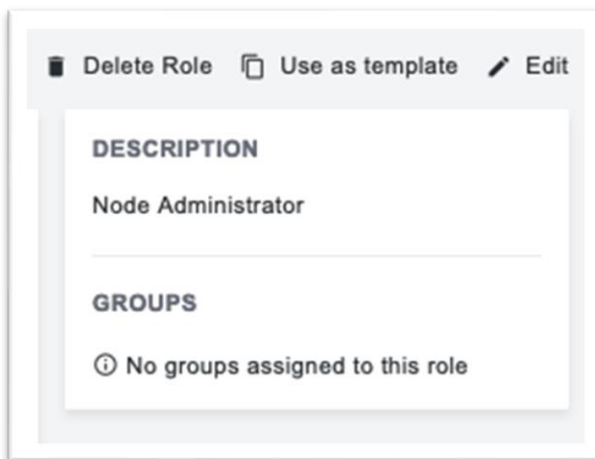 Delete Role Use as template Edit
DESCRIPTION
Node Administrator
GROUPS
No groups assigned to this role